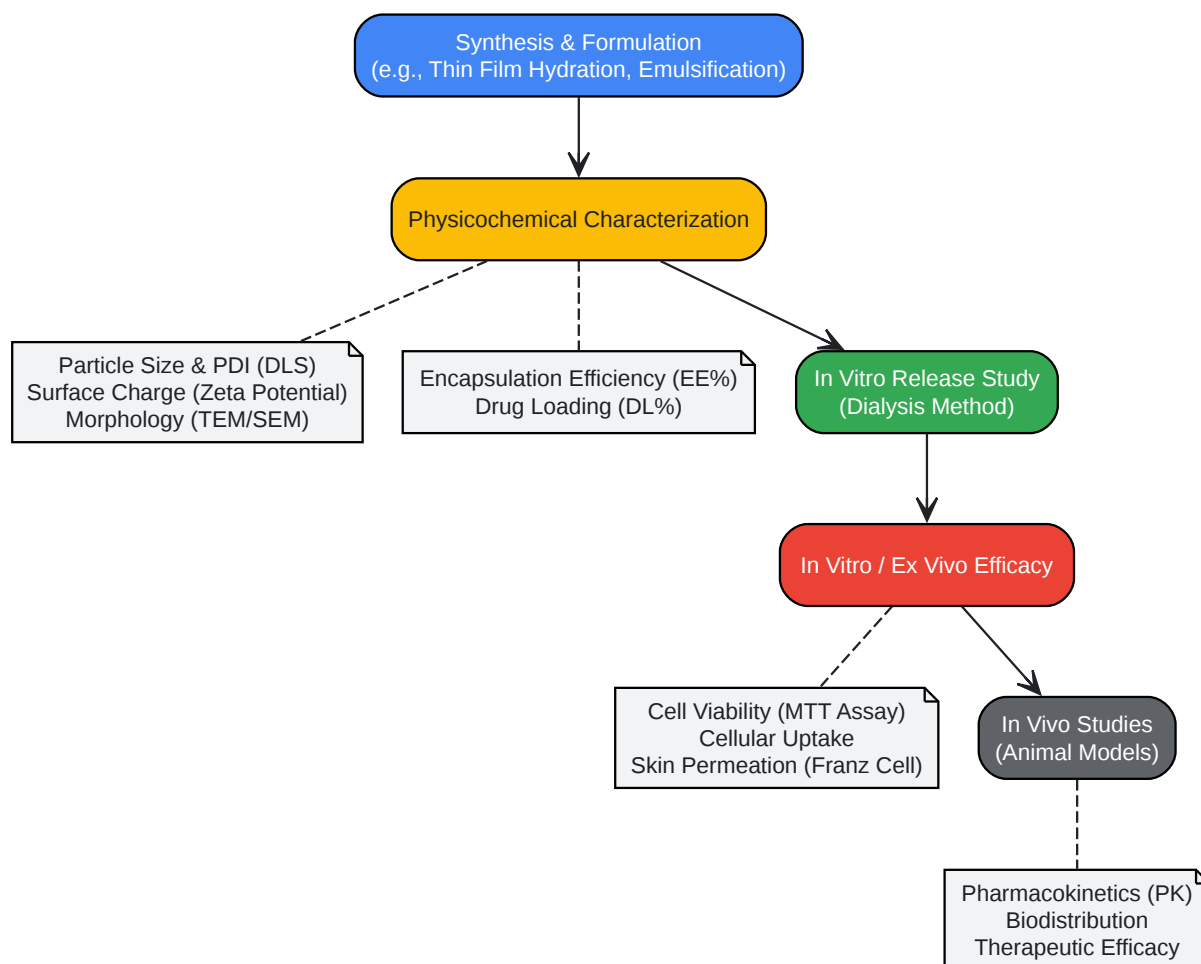 Synthesis & Formulation
(e.g., Thin Film Hydration, Emulsification)
Physicochemical Characterization
Particle Size & PDI (DLS)
Surface Charge (Zeta Potential)
Morphology (TEM/SEM)
Encapsulation Efficiency (EE%)
Drug Loading (DL%)
In Vitro Release Study
(Dialysis Method)
In Vitro / Ex Vivo Efficacy
Cell Viability (MTT Assay)
Cellular Uptake
Skin Permeation (Franz Cell)
In Vivo Studies
(Animal Models)
Pharmacokinetics (PK)
Biodistribution
Therapeutic Efficacy